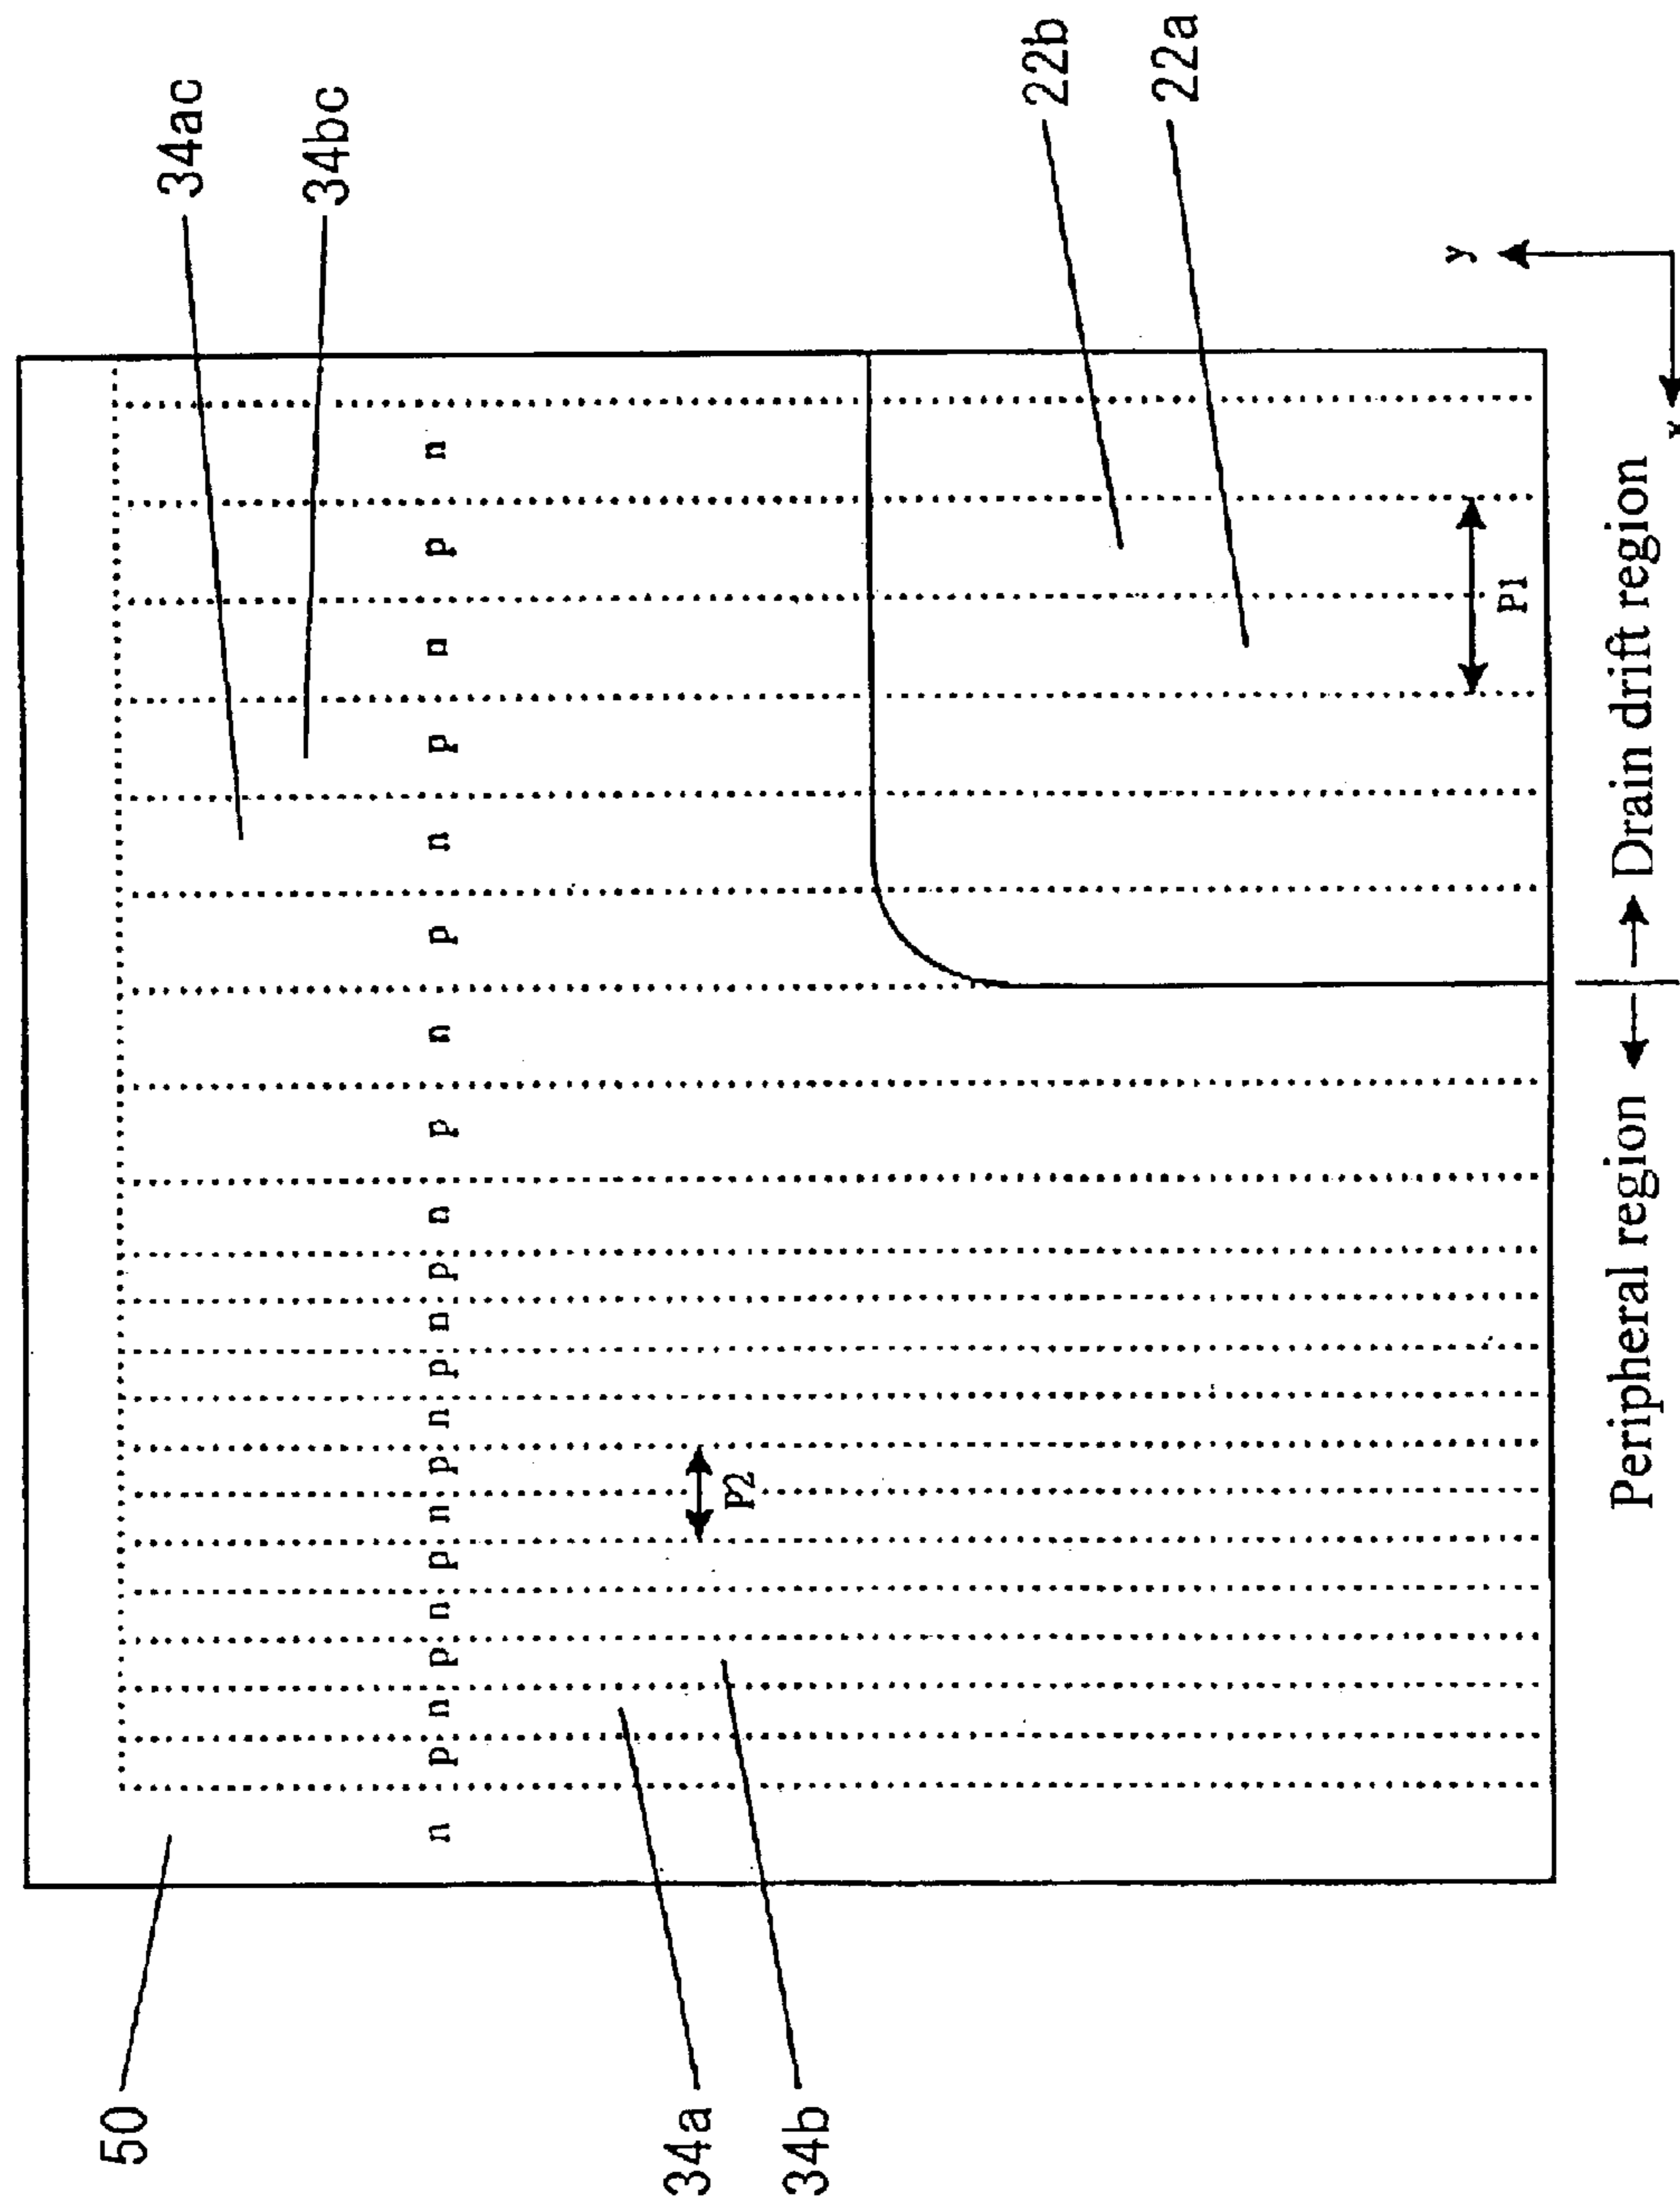 50
34ac
34bc
n p n p n p n p n p n p n p n p n p n p n
34a
34b
P2
22b
22a
P1
y
x
Peripheral region
Drain drift region